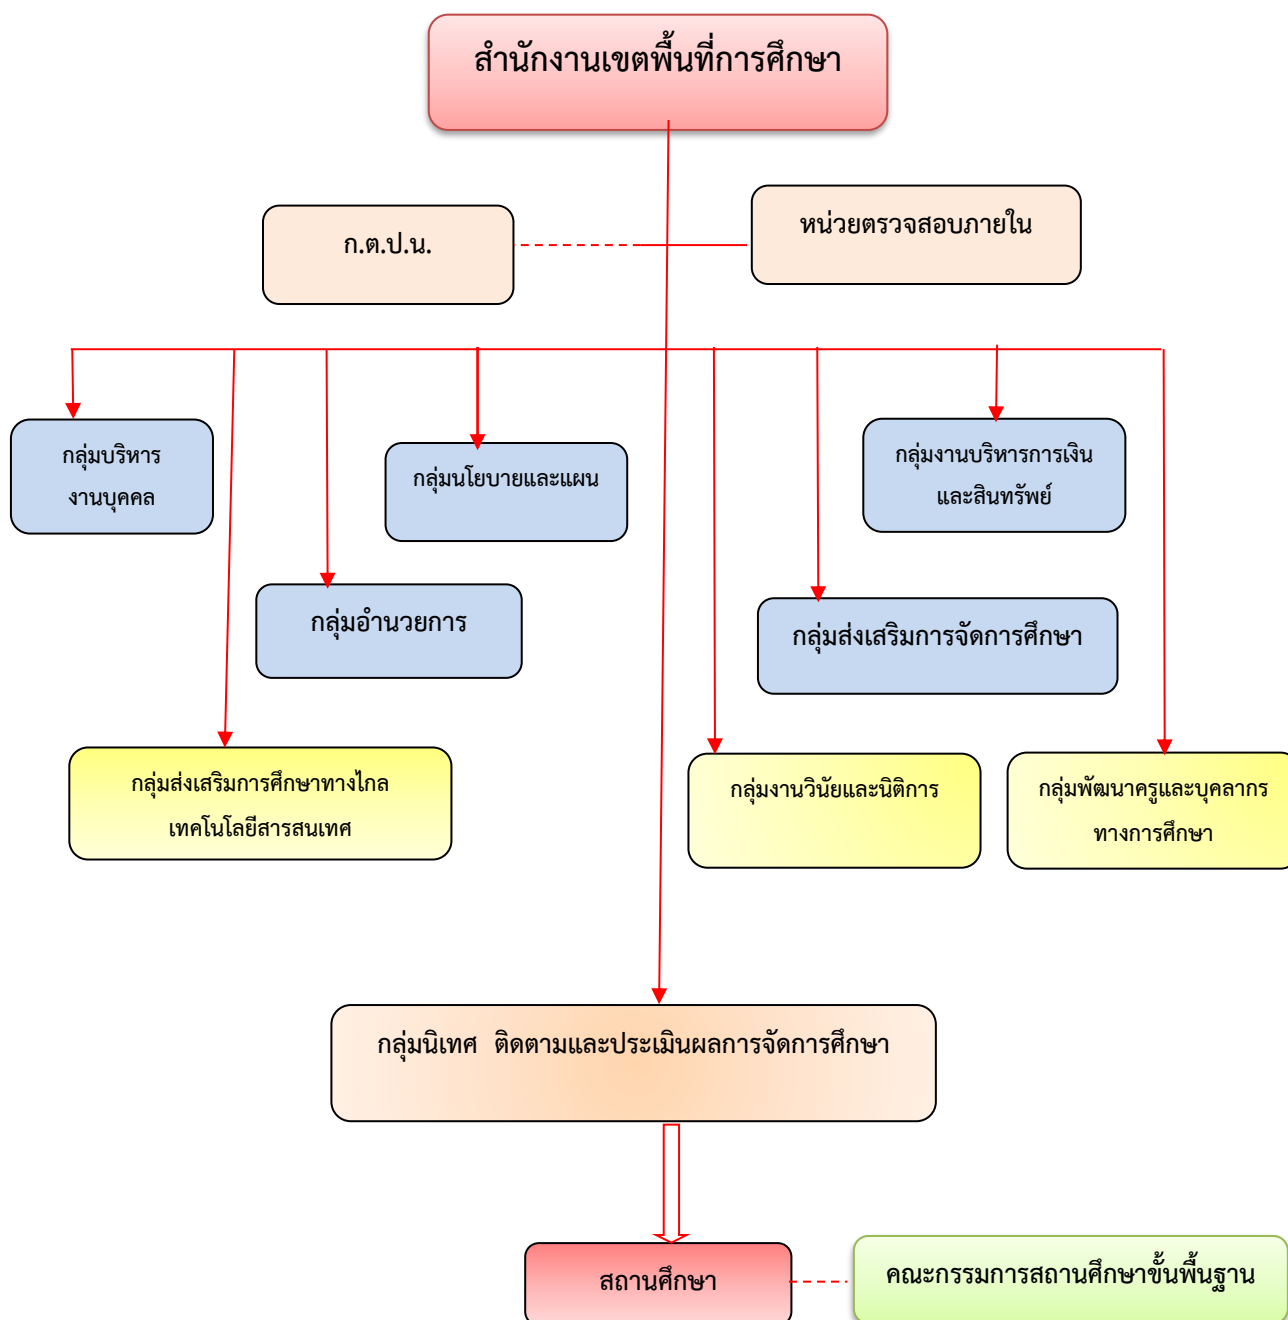 สำนักงานเขตพื้นที่การศึกษา
ก.ต.ป.น.
หน่วยตรวจสอบภายใน
กลุ่มบริหาร
งานบุคคล
กลุ่มนโยบายและแผน
กลุ่มงานบริหารการเงิน
และสินทรัพย์
กลุ่มอำนวยการ
กลุ่มส่งเสริมการจัดการศึกษา
กลุ่มส่งเสริมการศึกษาทางไกล
เทคโนโลยีสารสนเทศ
กลุ่มงานวินัยและนิติการ
กลุ่มพัฒนาครูและบุคลากร
ทางการศึกษา
กลุ่มนิเทศ ติดตามและประเมินผลการจัดการศึกษา
สถานศึกษา
คณะกรรมการสถานศึกษาขั้นพื้นฐาน